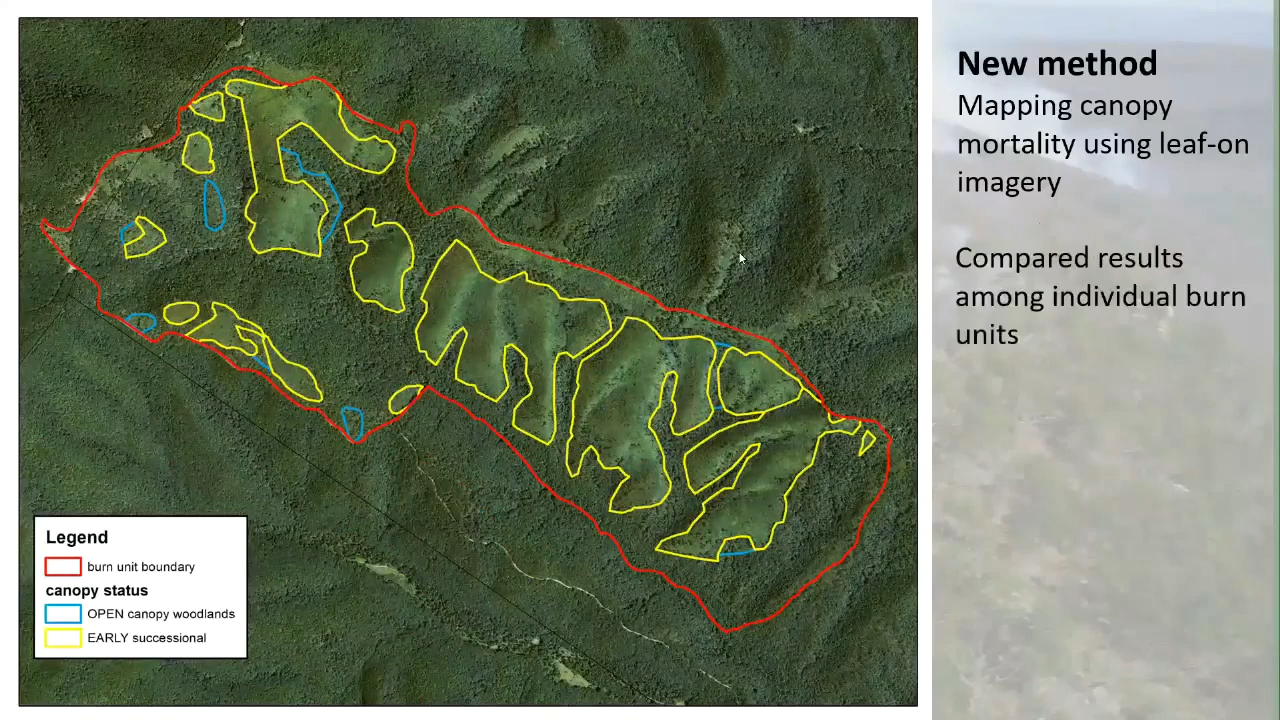 New method
Mapping canopy
mortality using leaf-on
imagery
Compared results
among individual burn
units
Legend
burn unit boundary
canopy status
OPEN canopy woodlands
EARLY successional